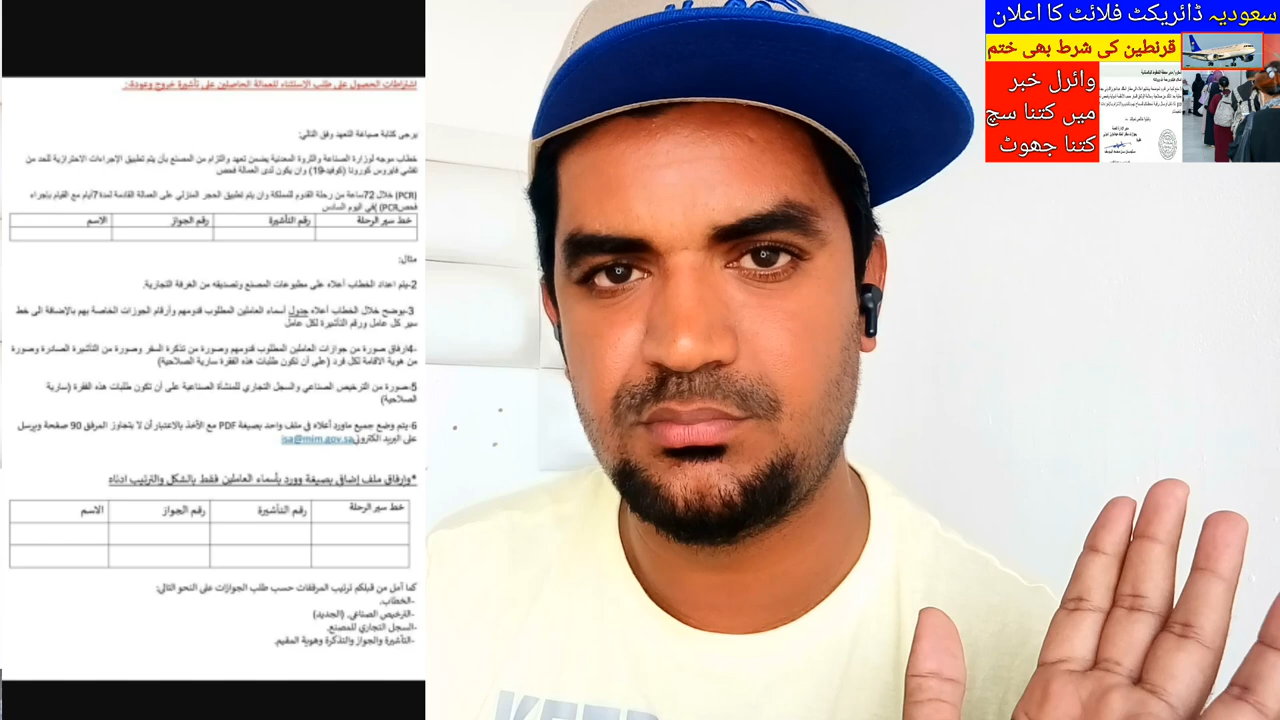 اشتراطات الحصول على طلب الاستثناء للعمالة الحاصلين على تأشيرة خروج وعودة:
يرجى كتابة صياغة التعهد وفق التالي:
خطاب موجه لوزارة الصناعة والثروة المعدنية يضمن تعهد والتزام من المصنع بأن يتم تطبيق الإجراءات الاحترازية للحد من
تفشي فايروس كورونا (كوفيد-19) وان يكون لدى العمالة فحص
(PCR) خلال 72ساعة من رحلة القدوم للمملكة وان يتم تطبيق الحجر المنزلي على العمالة القادمة لمدة 7أيام مع القيام بإجراء
فحصPCR) )في اليوم السادس
خط سير الرحلة رقم التأشيرة رقم الجواز الاسم
مثال:
2-يتم اعداد الخطاب أعلاه على مطبوعات المصنع وتصديقه من الغرفة التجارية.
3-يوضح خلال الخطاب أعلاه جدول أسماء العاملين المطلوب قدومهم وأرقام الجوزات الخاصة بهم بالإضافة الى خط
سير كل عامل ورقم التأشيرة لكل عامل
4-ارفاق صورة من جوازات العاملين المطلوب قدومهم وصورة من تذكرة السفر وصورة من التأشيرة الصادرة وصورة
من هوية الاقامة لكل فرد (على أن تكون طلبات هذه الفقرة سارية الصلاحية)
5-صورة من الترخيص الصناعي والسجل التجاري للمنشأة الصناعية على أن تكون طلبات هذه الفقرة (سارية
الصلاحية)
6-يتم وضع جميع ماورد أعلاه في ملف واحد بصيغة PDF مع الأخذ بالاعتبار أن لا يتجاوز المرفق 90 صفحة ويرسل
على البريد الكتروني isa@mim.gov.sa
*وارفاق ملف إضافي بصيغة وورد بأسماء العاملين فقط بالشكل والترتيب ادناه
خط سير الرحلة رقم التأشيرة رقم الجواز الاسم
كما آمل من قبلكم ترتيب المرفقات حسب طلب الجوازات على النحو التالي:
-الخطاب.
-الترخيص الصناعي. (الجديد)
-السجل التجاري للمصنع.
-التأشيرة والجواز والتذكرة وهوية المقيم.
سعودیہ ڈائریکٹ فلائٹ کا اعلان
قرنطین کی شرط بھی ختم
وائرل خبر
میں کتنا سچ
کتنا جھوٹ
KEEP